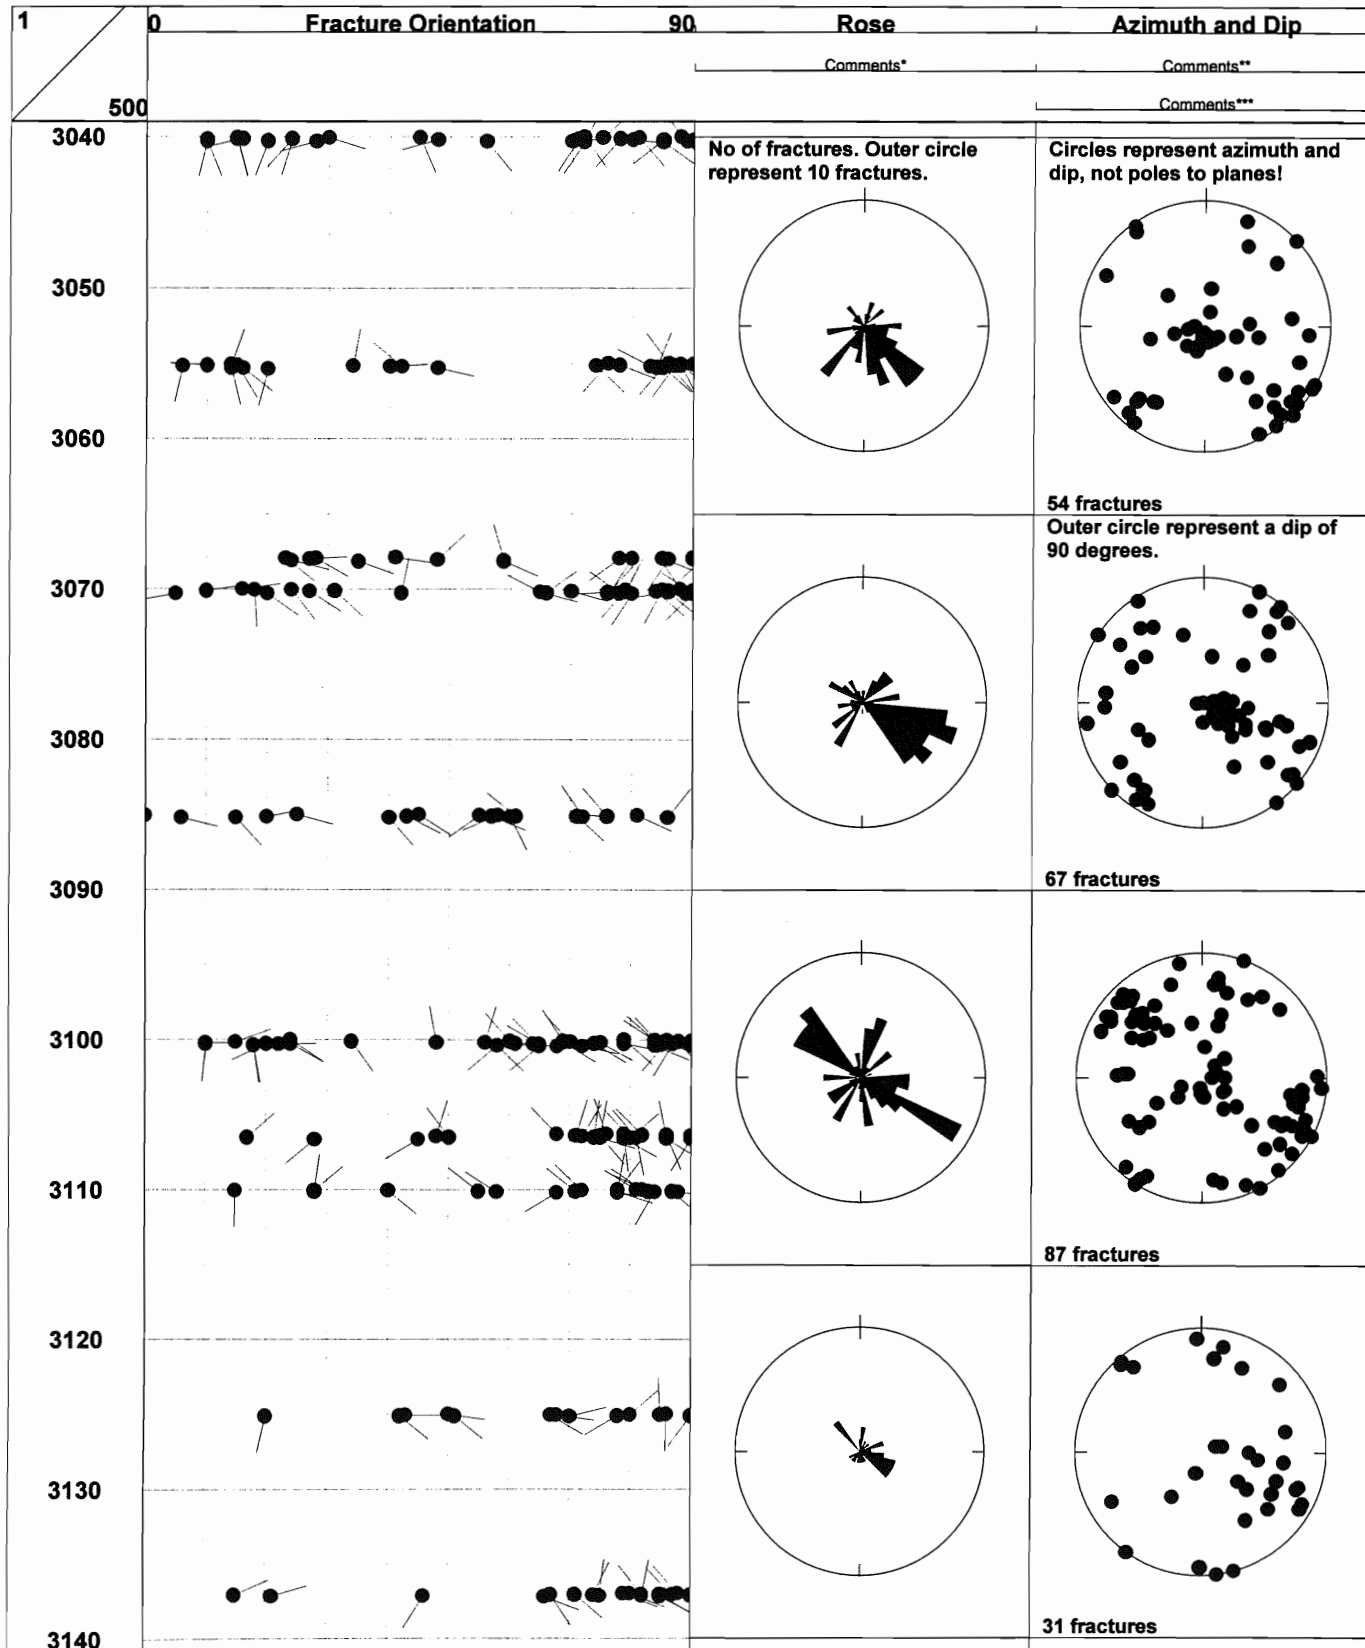 1
0 Fracture Orientation 90
Rose
Azimuth and Dip
Comments*
Comments**
Comments***
500
3040
No of fractures. Outer circle
represent 10 fractures.
Circles represent azimuth and
dip, not poles to planes!
3050
3060
54 fractures
Outer circle represent a dip of
90 degrees.
3070
3080
67 fractures
3090
3100
3110
87 fractures
3120
3130
31 fractures
3140